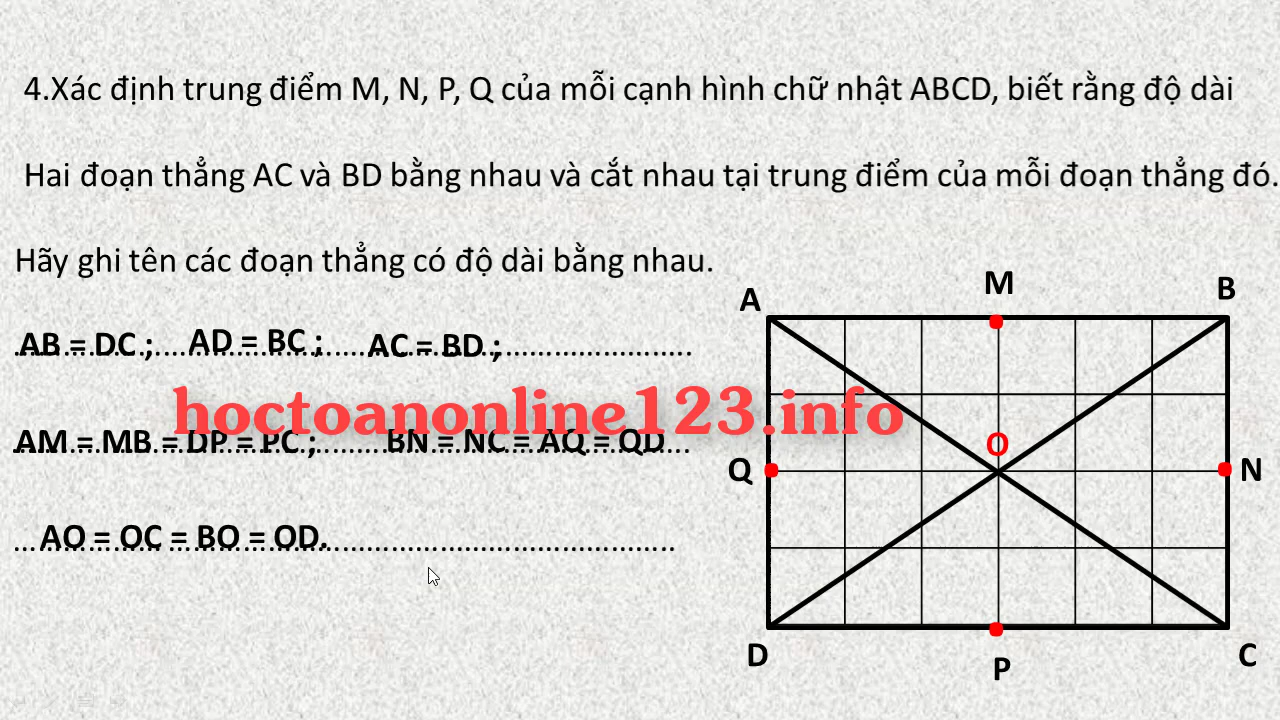 4.Xác định trung điểm M, N, P, Q của mỗi cạnh hình chữ nhật ABCD, biết rằng độ dài
Hai đoạn thẳng AC và BD bằng nhau và cắt nhau tại trung điểm của mỗi đoạn thẳng đó.
Hãy ghi tên các đoạn thẳng có độ dài bằng nhau.
AB = DC ; AD = BC ; AC = BD ;
hoctoanonline123.info
AM = MB = DP = PC ; BN = NC = AQ = QD
AO = OC = BO = OD.
A M B
O
Q N
D P C